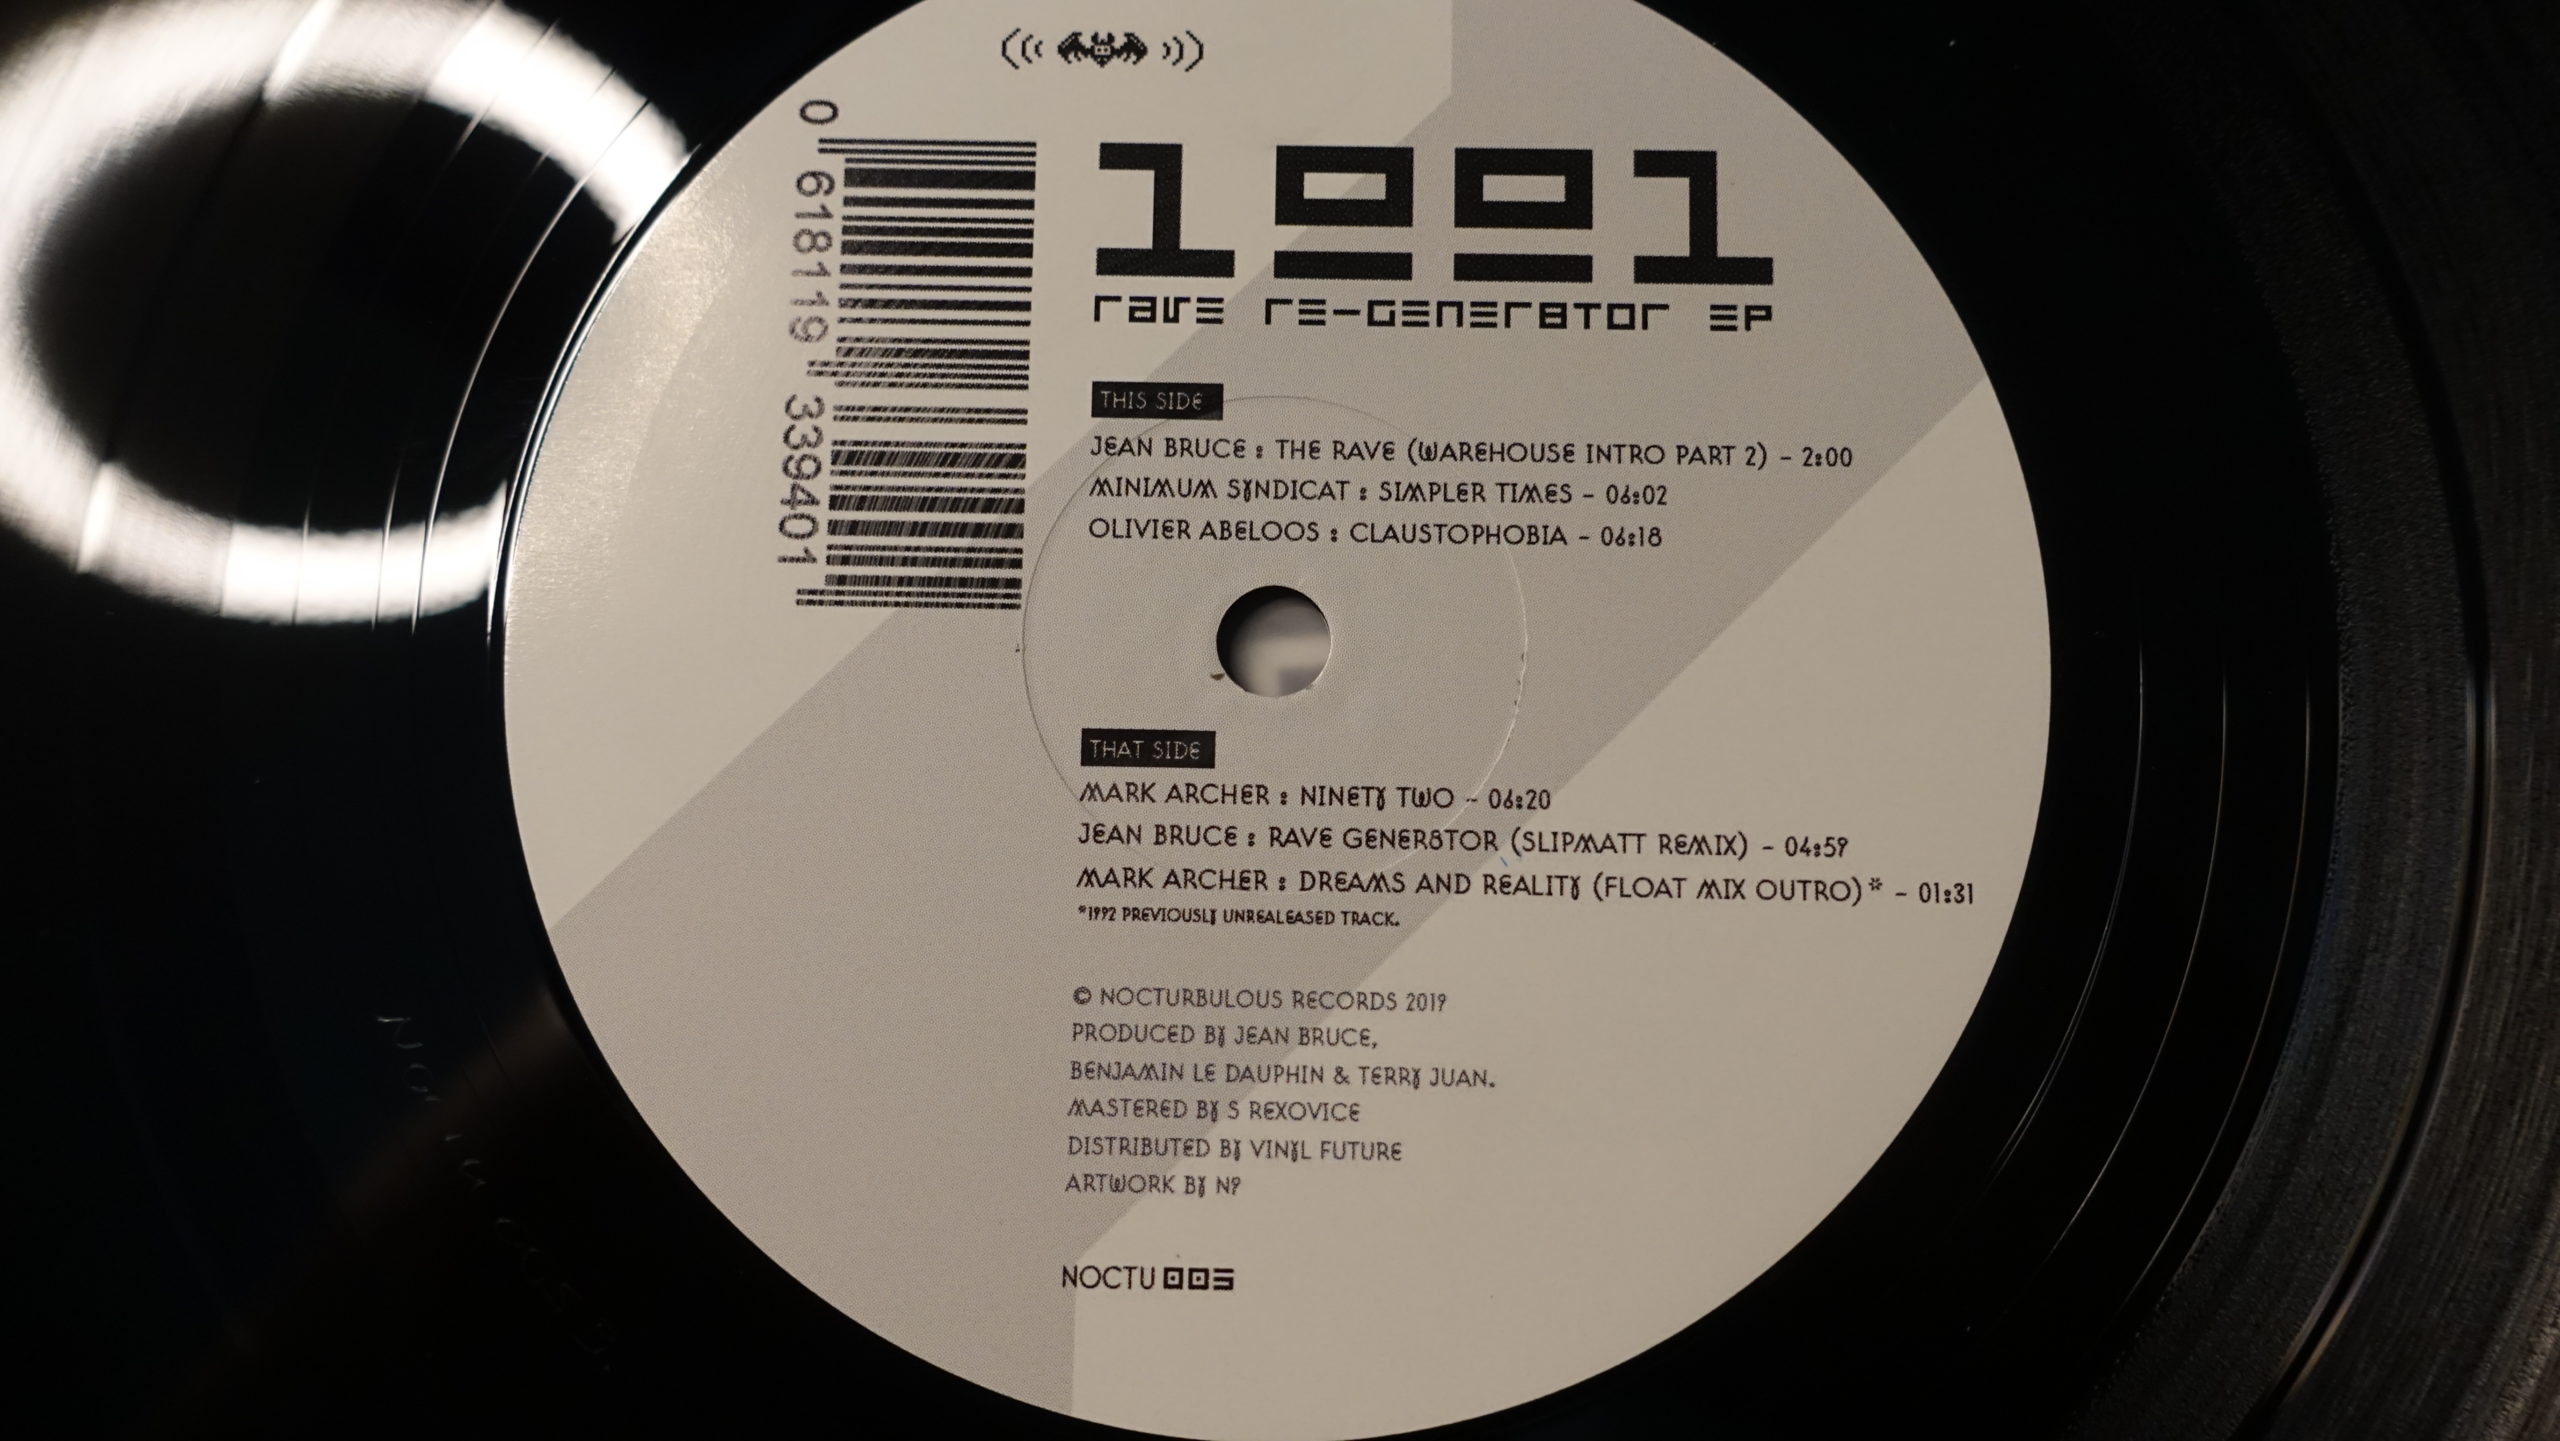 0 618119 339401
1991
rave re-gener8tor EP
THIS SIDE
JEAN BRUCE : THE RAVE (WAREHOUSE INTRO PART 2) - 2:00
MINIMUM SYNDICAT : SIMPLER TIMES - 06:02
OLIVIER ABELOOS : CLAUSTOPHOBIA - 06:18
THAT SIDE
MARK ARCHER : NINETY TWO - 06:20
JEAN BRUCE : RAVE GENER8TOR (SLIPMATT REMIX) - 04:59
MARK ARCHER : DREAMS AND REALITY (FLOAT MIX OUTRO)* - 01:31
*1992 PREVIOUSLY UNREALEASED TRACK.
© NOCTURBULOUS RECORDS 2019
PRODUCED BY JEAN BRUCE,
BENJAMIN LE DAUPHIN & TERRY JUAN.
MASTERED BY S REXOVICE
DISTRIBUTED BY VINYL FUTURE
ARTWORK BY N9
NOCTU 005